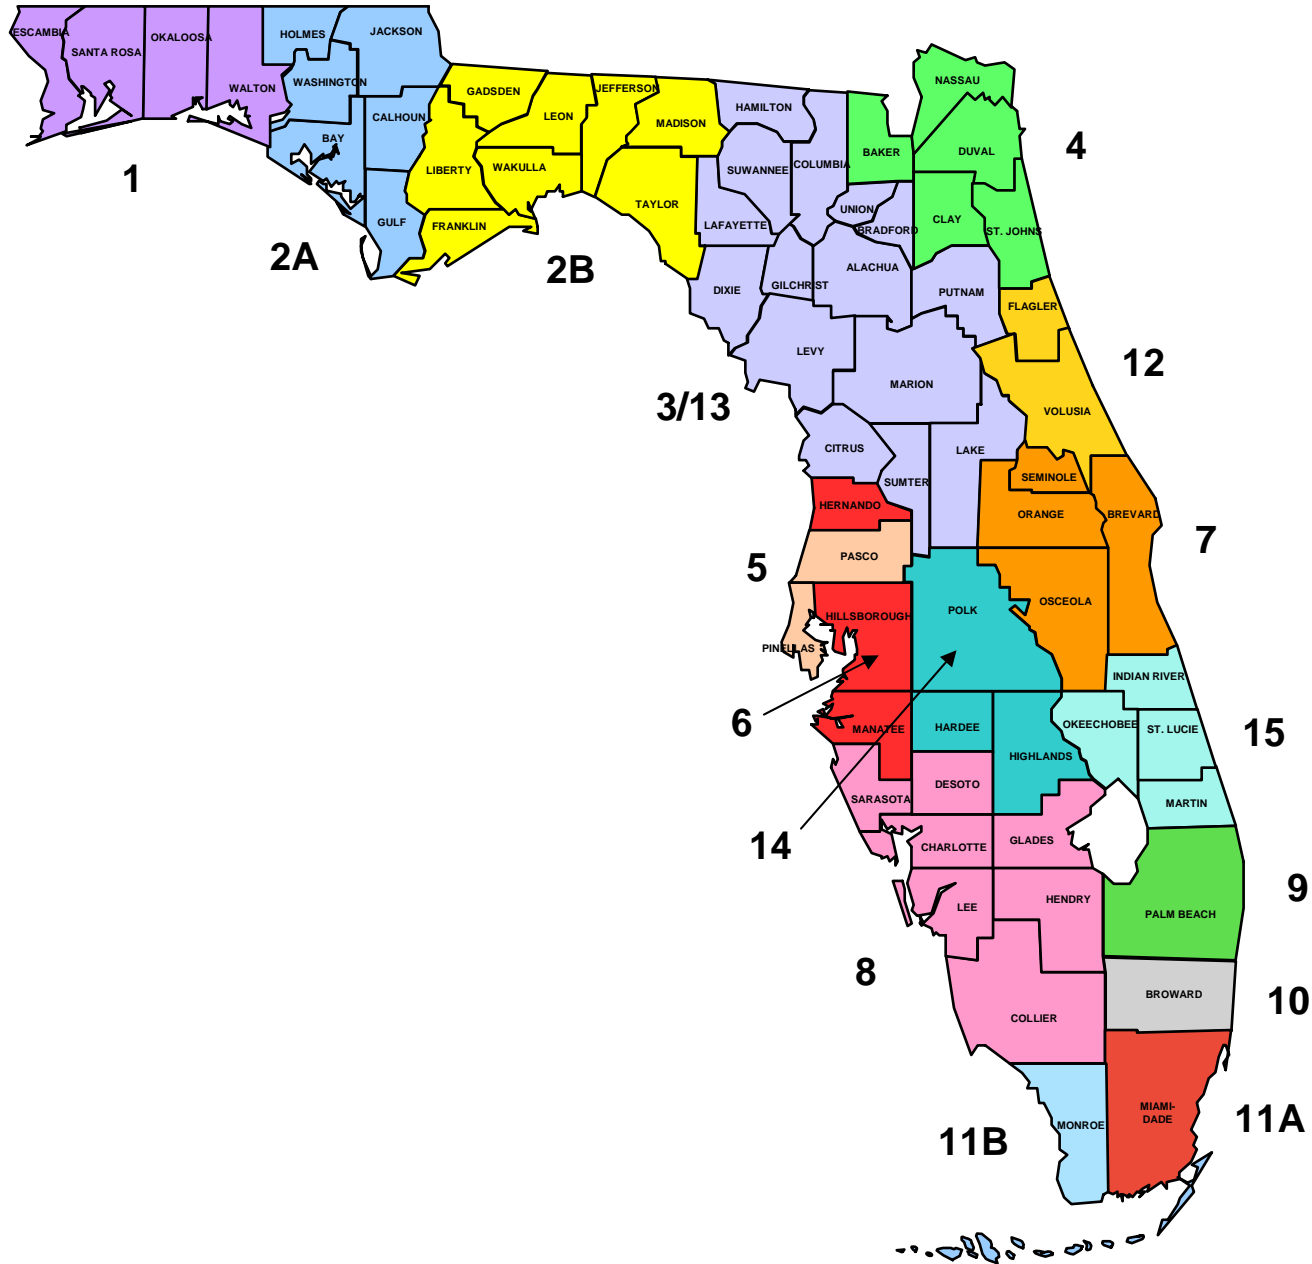 ESCAMBIA
SANTA ROSA
OKALOOSA
WALTON
HOLMES
JACKSON
WASHINGTON
BAY
CALHOUN
GULF
GADSDEN
LIBERTY
LEON
WAKULLA
FRANKLIN
JEFFERSON
MADISON
TAYLOR
HAMILTON
SUWANNEE
COLUMBIA
LAFAYETTE
BAKER
NASSAU
DUVAL
UNION
BRADFORD
CLAY
ST. JOHNS
1
2A
2B
4
DIXIE
GILCHRIST
ALACHUA
PUTNAM
FLAGLER
LEVY
MARION
VOLUSIA
12
3/13
CITRUS
SUMTER
LAKE
SEMINOLE
ORANGE
BREVARD
7
HERNANDO
PASCO
5
HILLSBOROUGH
PINELLAS
POLK
OSCEOLA
6
MANATEE
HARDEE
HIGHLANDS
INDIAN RIVER
OKEECHOBEE
ST. LUCIE
15
MARTIN
SARASOTA
DESOTO
14
CHARLOTTE
GLADES
LEE
HENDRY
PALM BEACH
9
8
COLLIER
BROWARD
10
MONROE
MIAMI-
DADE
11A
11B